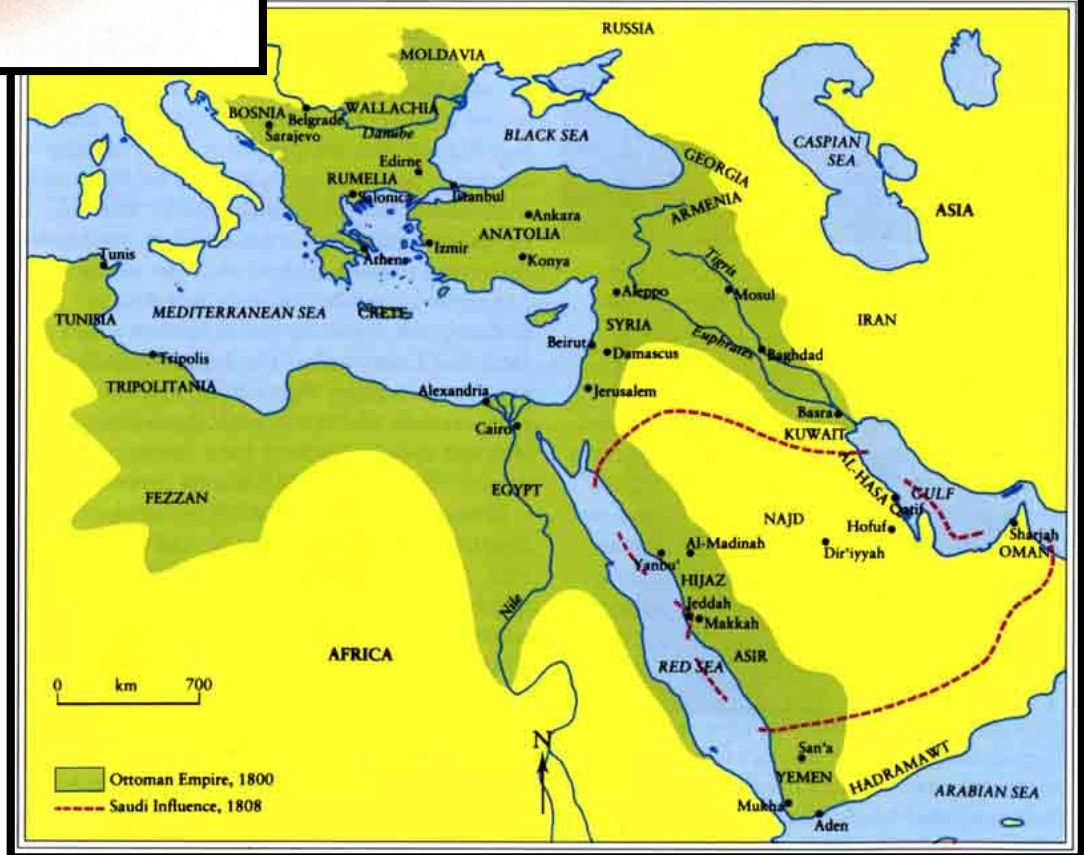 RUSSIA
MOLDAVIA
BOSNIA
Belgrade
WALLACHIA
Sarajevo
Danube
BLACK SEA
CASPIAN
SEA
Edirne
GEORGIA
RUMELIA
Salonica
Istanbul
ARMENIA
ASIA
Ankara
ANATOLIA
Izmir
Konya
Athens
Tigris
Tunis
Aleppo
Mosul
MEDITERRANEAN SEA
CRETE
TUNISIA
IRAN
SYRIA
Euphrates
Beirut
Damascus
Baghdad
Tripolis
TRIPOLITANIA
Alexandria
Jerusalem
Basra
Cairo
KUWAIT
AL-HASA
GULF
EGYPT
FEZZAN
Qatif
NAJD
Hofuf
Sharjah
Dir'iyyah
OMAN
Al-Madinah
Yanbu'
HIJAZ
Jeddah
Makkah
Nile
AFRICA
RED SEA
ASIR
0 km 700
N
San'a
Ottoman Empire, 1800
YEMEN
HADRAMAWT
ARABIAN SEA
Saudi Influence, 1808
Mukha
Aden